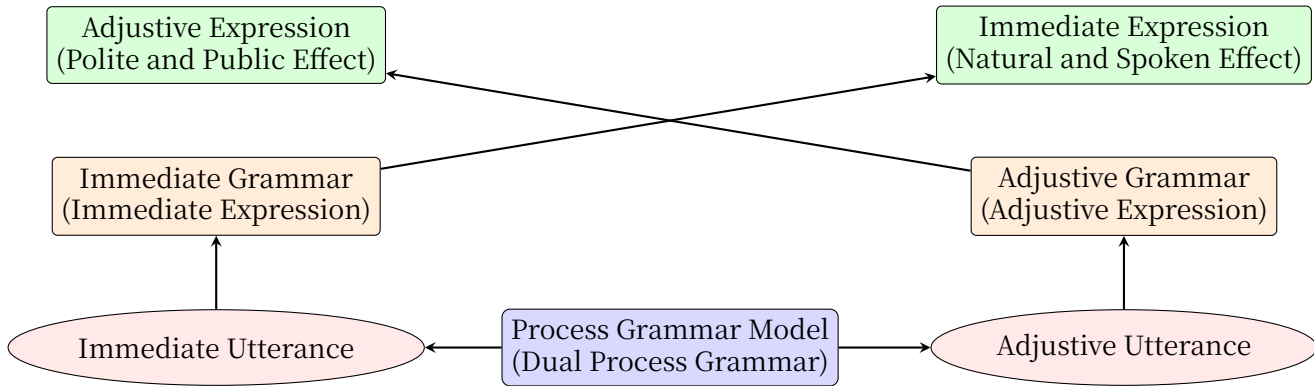 Adjustive Expression
(Polite and Public Effect)
Immediate Expression
(Natural and Spoken Effect)
Immediate Grammar
(Immediate Expression)
Adjustive Grammar
(Adjustive Expression)
Immediate Utterance
Process Grammar Model
(Dual Process Grammar)
Adjustive Utterance